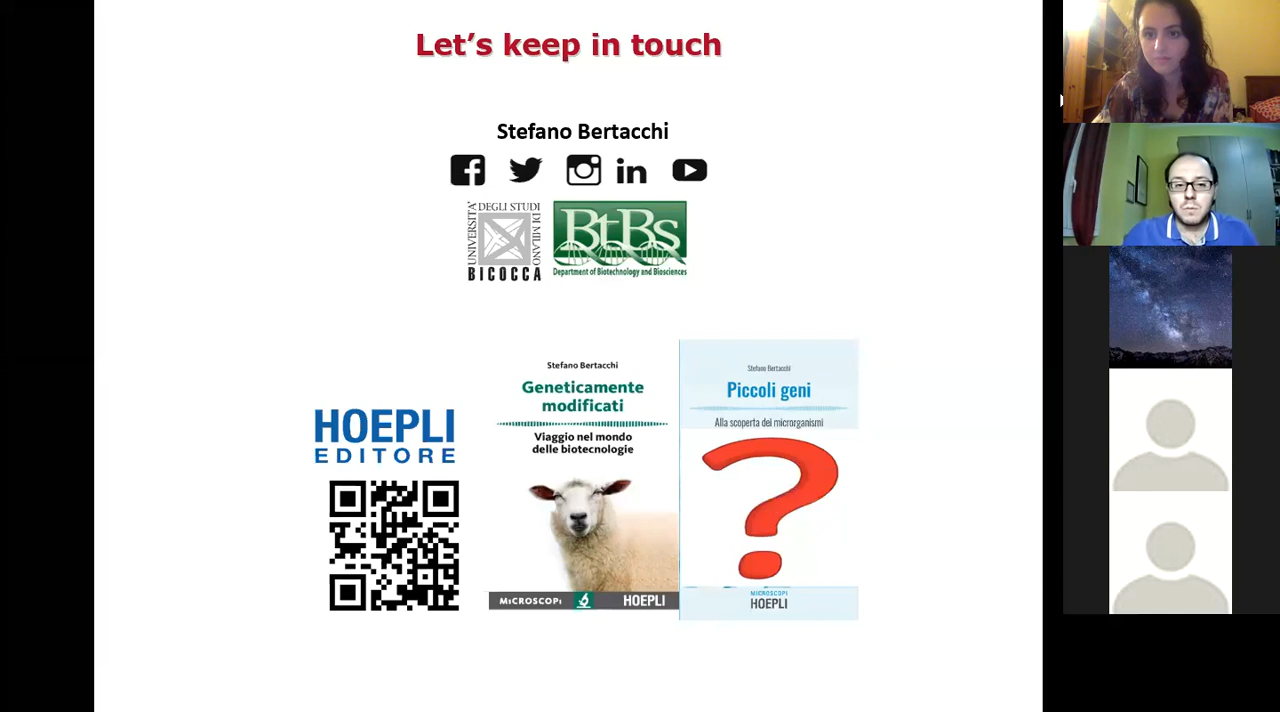 Let's keep in touch
Stefano Bertacchi
in
UNIVERSITA' DEGLI STUDI DI MILANO
BICOCCA
BtBs
Department of Biotechnology and Biosciences
HOEPLI
EDITORE
Stefano Bertacchi
Geneticamente
modificati
Viaggio nel mondo
delle biotecnologie
MICROSCOPI
HOEPLI
Stefano Bertacchi
Piccoli geni
Alla scoperta dei microrganismi
?
MICROSCOPI
HOEPLI